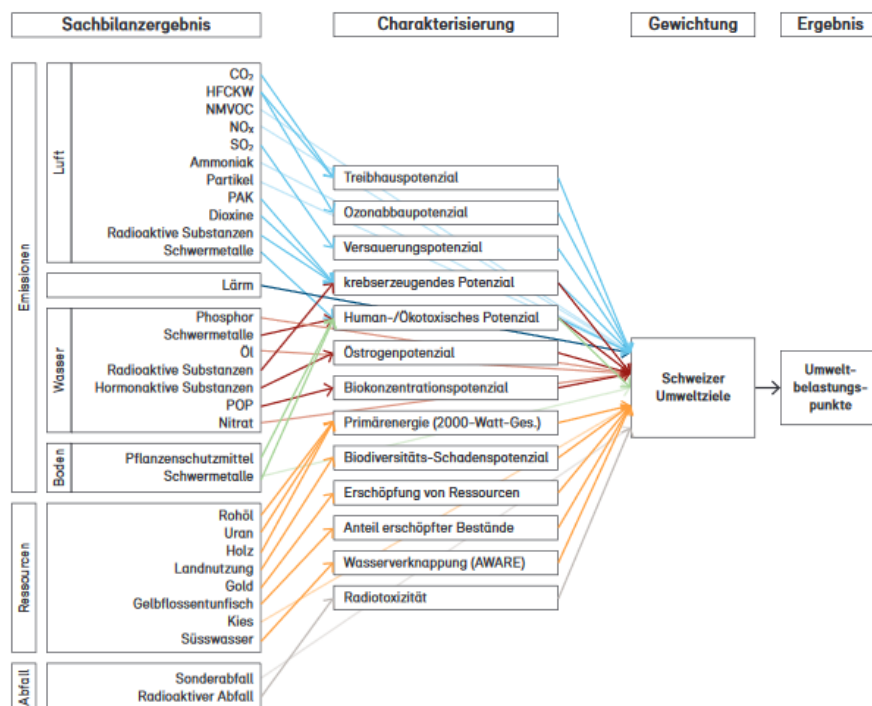 Sachbilanzergebnis
Charakterisierung
Gewichtung
Ergebnis
Emissionen
Luft
CO₂
HFCKW
NMVOC
NOₓ
SO₂
Ammoniak
Partikel
PAK
Dioxine
Radioaktive Substanzen
Schwermetalle
Lärm
Wasser
Phosphor
Schwermetalle
Öl
Radioaktive Substanzen
Hormonaktive Substanzen
POP
Nitrat
Boden
Pflanzenschutzmittel
Schwermetalle
Ressourcen
Rohöl
Uran
Holz
Landnutzung
Gold
Gelbflossentunfisch
Kies
Süsswasser
Abfall
Sonderabfall
Radioaktiver Abfall
Treibhauspotenzial
Ozonabbaupotenzial
Versauerungspotenzial
krebserzeugendes Potenzial
Human-/Ökotoxisches Potenzial
Östrogenpotenzial
Biokonzentrationspotenzial
Primärenergie (2000-Watt-Ges.)
Biodiversitäts-Schadenspotenzial
Erschöpfung von Ressourcen
Anteil erschöpfter Bestände
Wasserverknappung (AWARE)
Radiotoxizität
Schweizer
Umweltziele
Umwelt-
belastungs-
punkte